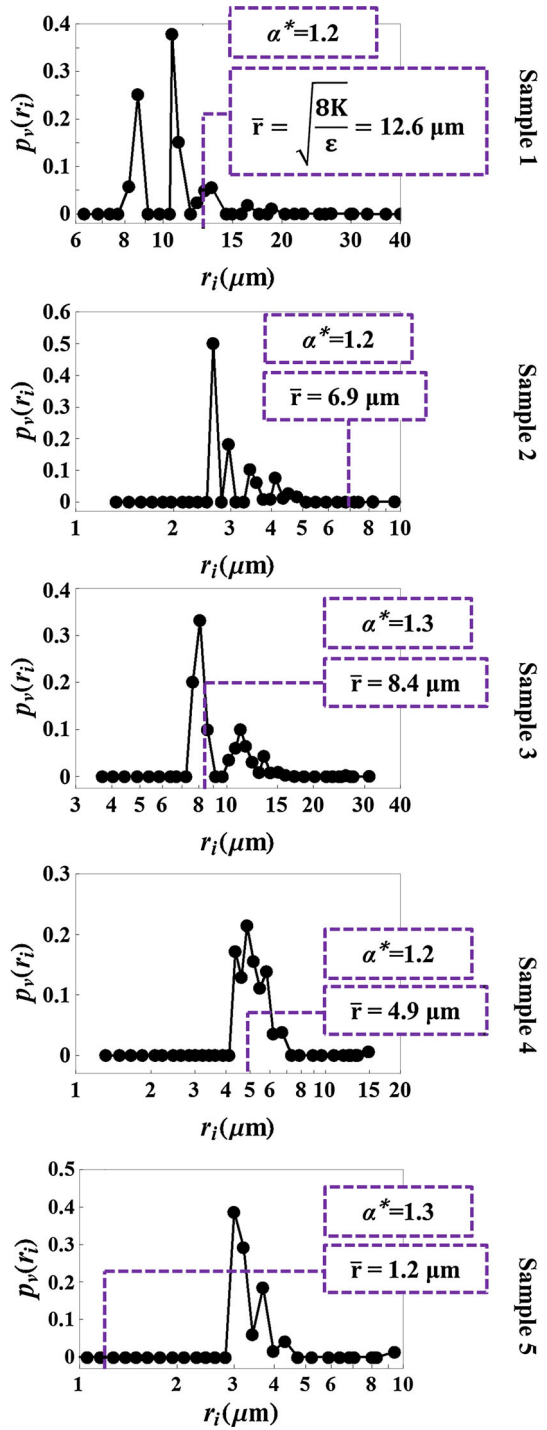 0.4
0.3
0.2
0.1
0
p_v(r_i)
α*=1.2
r̄ = √(8K/ε) = 12.6 μm
6 8 10 15 20 30 40
r_i(μm)
Sample 1
0.6
0.5
0.4
0.3
0.2
0.1
0
p_v(r_i)
α*=1.2
r̄ = 6.9 μm
1 2 3 4 5 6 8 10
r_i(μm)
Sample 2
0.4
0.3
0.2
0.1
0
p_v(r_i)
α*=1.3
r̄ = 8.4 μm
3 4 5 6 8 10 15 20 30 40
r_i(μm)
Sample 3
0.3
0.2
0.1
0
p_v(r_i)
α*=1.2
r̄ = 4.9 μm
1 2 3 4 5 6 8 10 15 20
r_i(μm)
Sample 4
0.5
0.4
0.3
0.2
0.1
0
p_v(r_i)
α*=1.3
r̄ = 1.2 μm
1 2 3 4 5 6 8 10
r_i(μm)
Sample 5